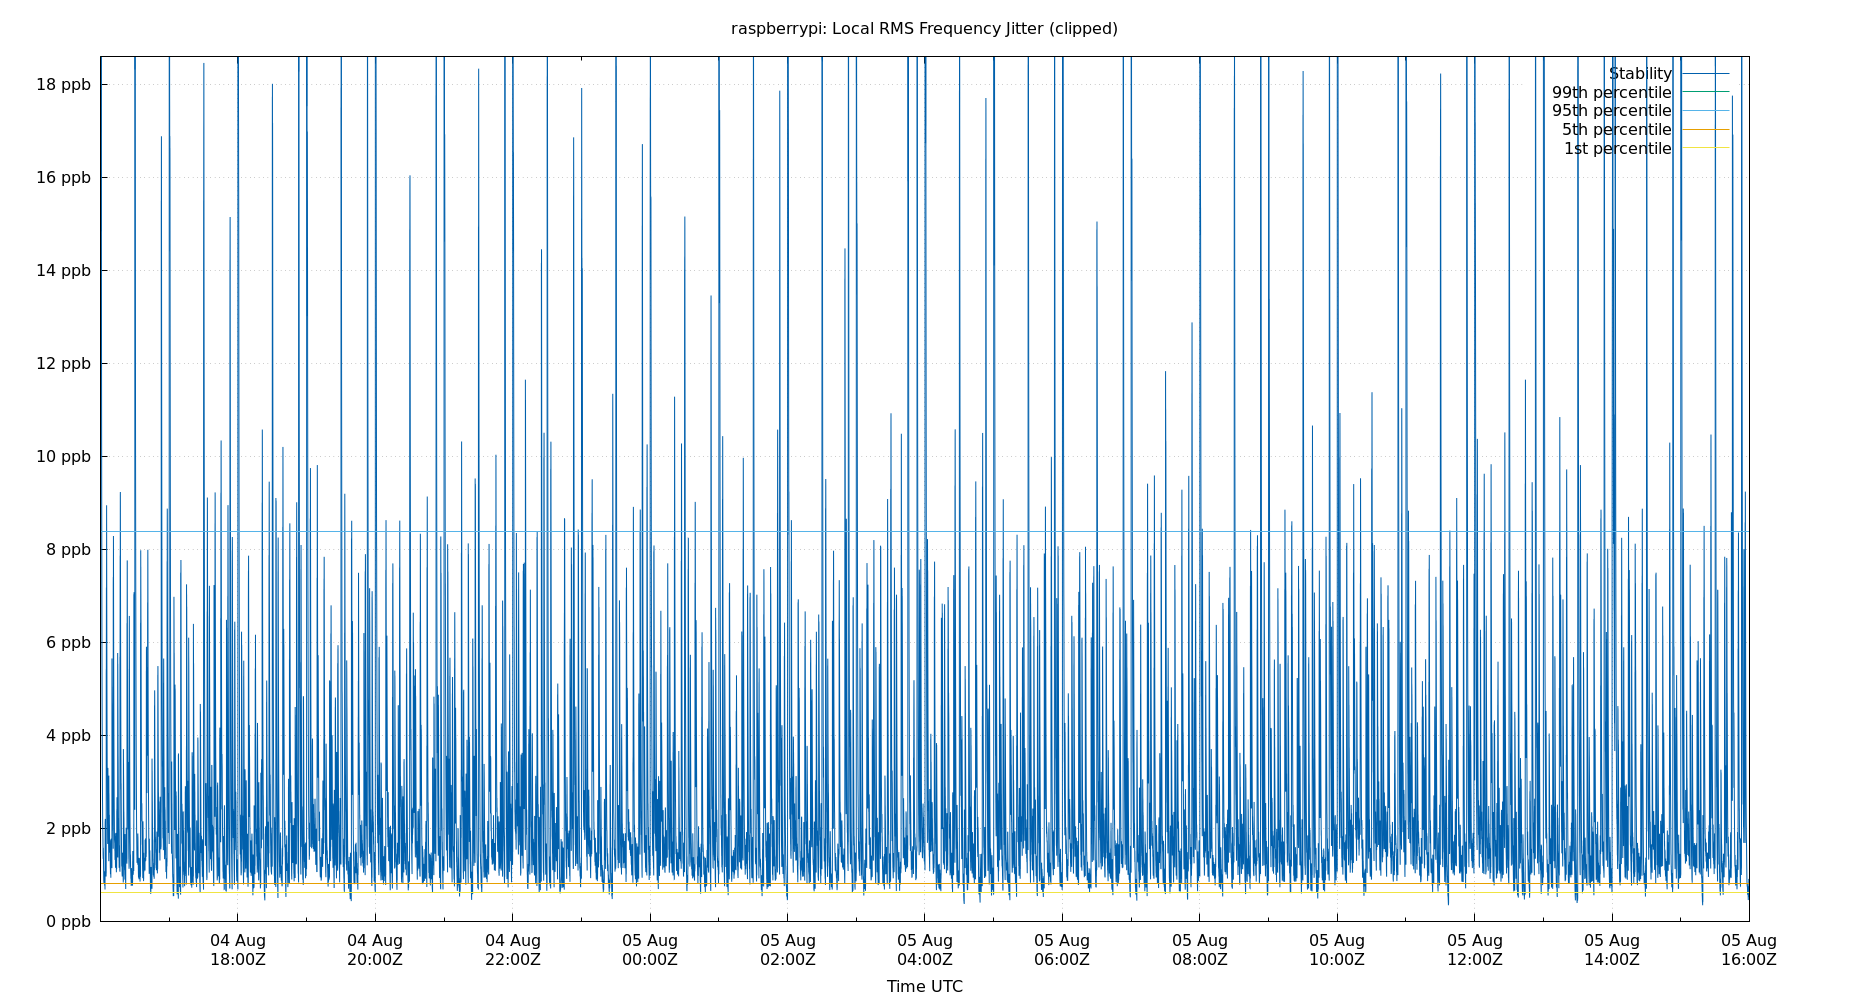 raspberrypi: Local RMS Frequency Jitter (clipped)
Stability
99th percentile
95th percentile
5th percentile
1st percentile
18 ppb
16 ppb
14 ppb
12 ppb
10 ppb
8 ppb
6 ppb
4 ppb
2 ppb
0 ppb
04 Aug 04 Aug 04 Aug 05 Aug 05 Aug 05 Aug 05 Aug 05 Aug 05 Aug 05 Aug 05 Aug 05 Aug
18:00Z 20:00Z 22:00Z 00:00Z 02:00Z 04:00Z 06:00Z 08:00Z 10:00Z 12:00Z 14:00Z 16:00Z
Time UTC